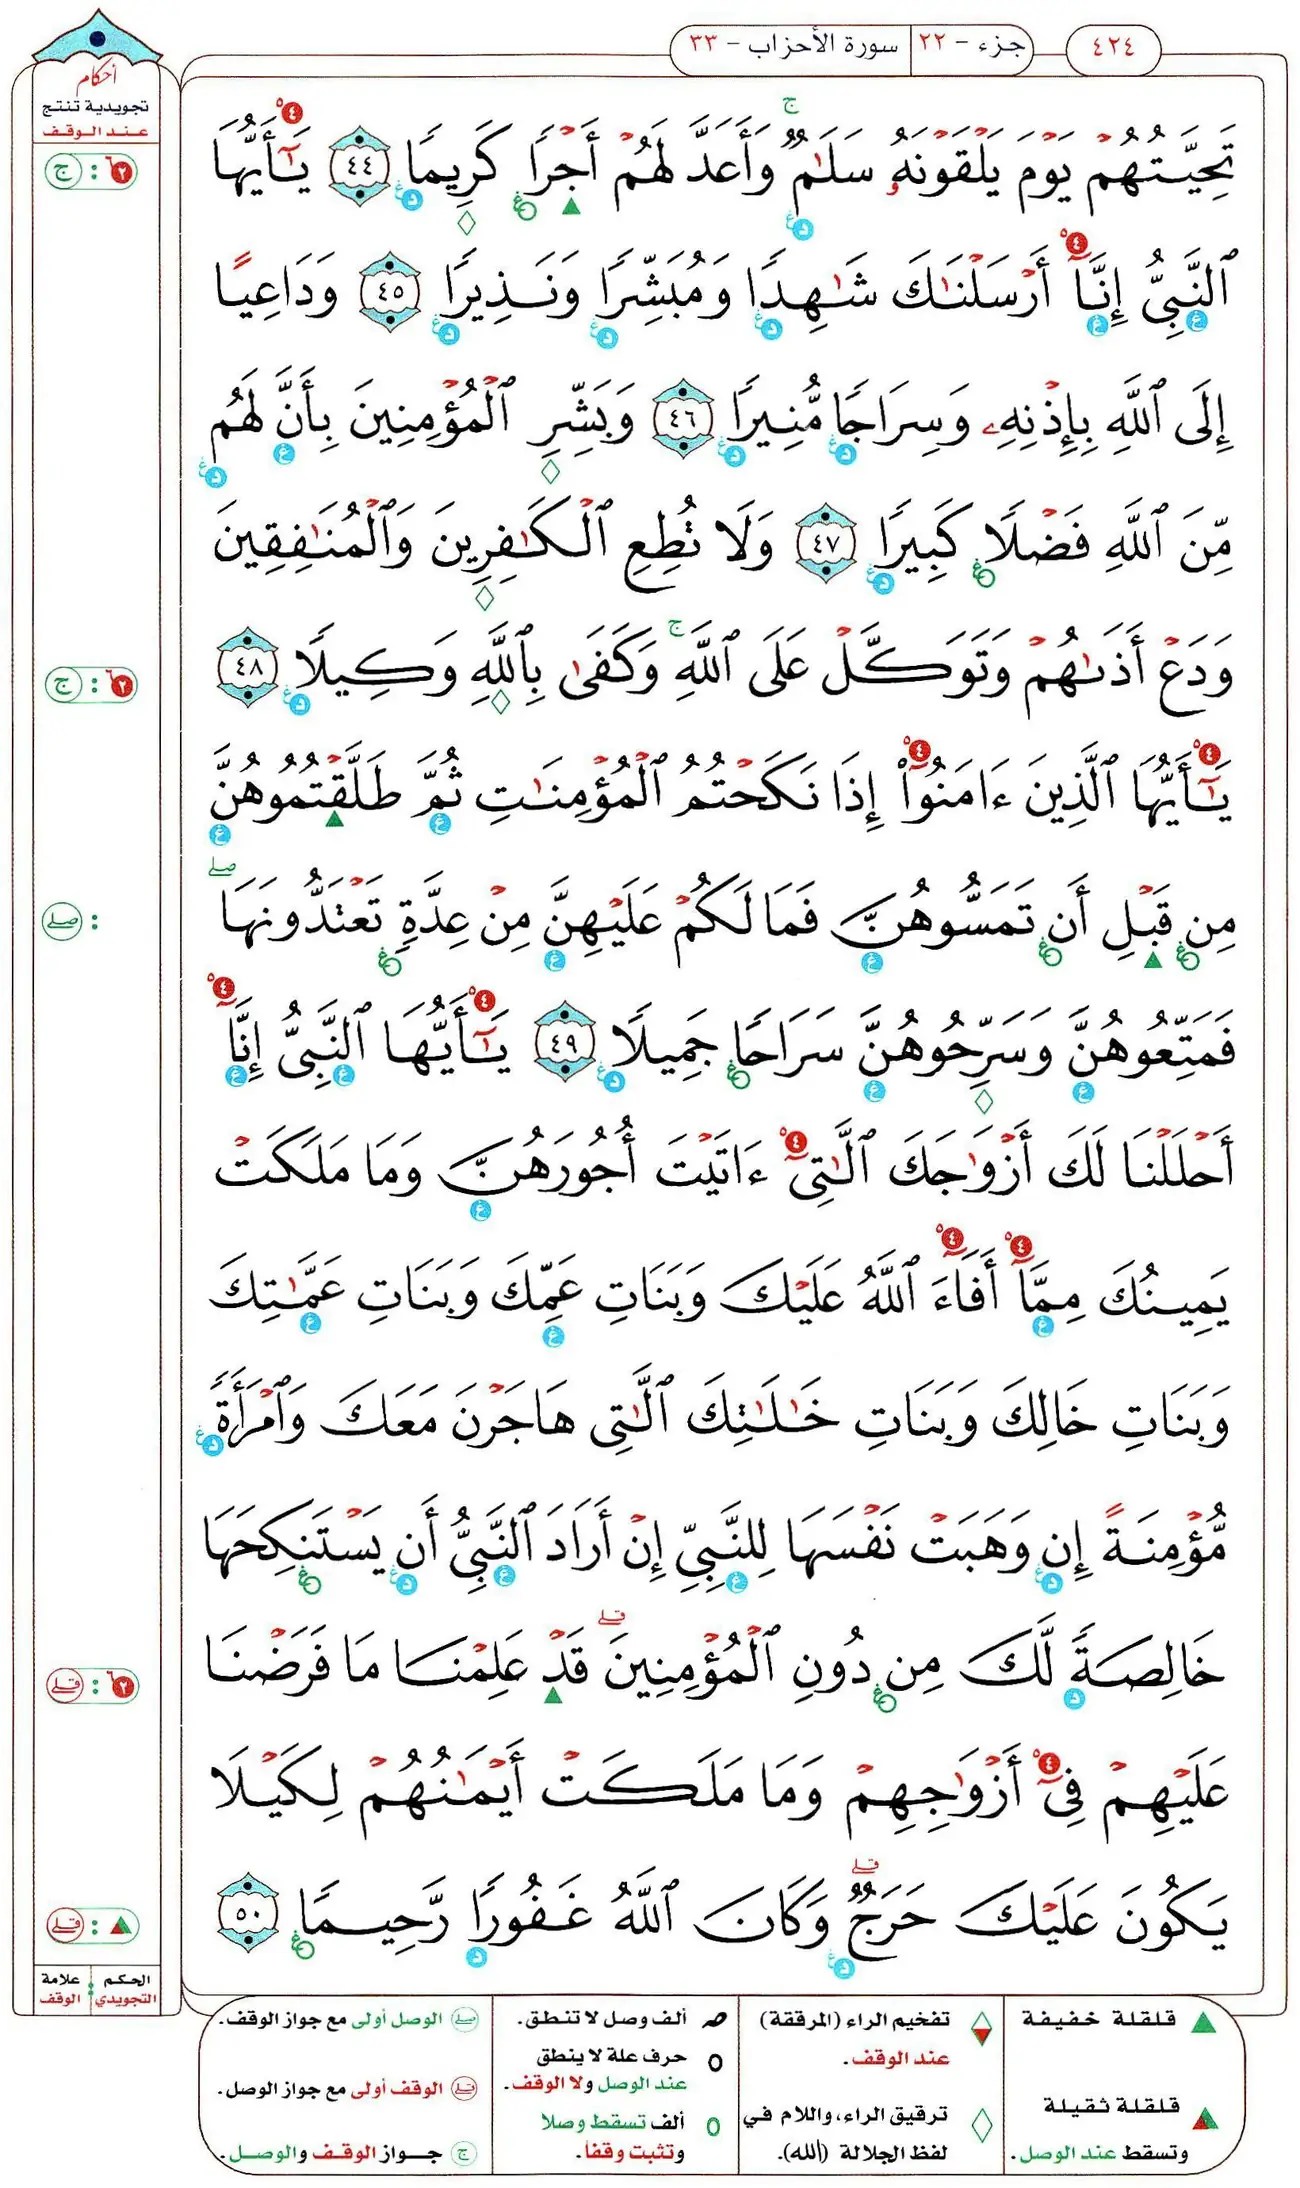 ٤٢٤
جزء - ٢٢
سورة الأحزاب - ٣٣
أحكام
تجويدية تنتج
عند الوقف
تَحِيَّتُهُمْ يَوْمَ يَلْقَوْنَهُۥ سَلَـٰمٌ ۚ وَأَعَدَّ لَهُمْ أَجْرًا كَرِيمًا ٤٤ يَـٰٓأَيُّهَا
ٱلنَّبِىُّ إِنَّآ أَرْسَلْنَـٰكَ شَـٰهِدًا وَمُبَشِّرًا وَنَذِيرًا ٤٥ وَدَاعِيًا
إِلَى ٱللَّهِ بِإِذْنِهِۦ وَسِرَاجًا مُّنِيرًا ٤٦ وَبَشِّرِ ٱلْمُؤْمِنِينَ بِأَنَّ لَهُم
مِّنَ ٱللَّهِ فَضْلًا كَبِيرًا ٤٧ وَلَا تُطِعِ ٱلْكَـٰفِرِينَ وَٱلْمُنَـٰفِقِينَ
وَدَعْ أَذَىٰهُمْ وَتَوَكَّلْ عَلَى ٱللَّهِ ۚ وَكَفَىٰ بِٱللَّهِ وَكِيلًا ٤٨
يَـٰٓأَيُّهَا ٱلَّذِينَ ءَامَنُوٓا۟ إِذَا نَكَحْتُمُ ٱلْمُؤْمِنَـٰتِ ثُمَّ طَلَّقْتُمُوهُنَّ
مِن قَبْلِ أَن تَمَسُّوهُنَّ فَمَا لَكُمْ عَلَيْهِنَّ مِنْ عِدَّةٍ تَعْتَدُّونَهَا ۖ
فَمَتِّعُوهُنَّ وَسَرِّحُوهُنَّ سَرَاحًا جَمِيلًا ٤٩ يَـٰٓأَيُّهَا ٱلنَّبِىُّ إِنَّآ
أَحْلَلْنَا لَكَ أَزْوَٰجَكَ ٱلَّـٰتِىٓ ءَاتَيْتَ أُجُورَهُنَّ وَمَا مَلَكَتْ
يَمِينُكَ مِمَّآ أَفَآءَ ٱللَّهُ عَلَيْكَ وَبَنَاتِ عَمِّكَ وَبَنَاتِ عَمَّـٰتِكَ
وَبَنَاتِ خَالِكَ وَبَنَاتِ خَـٰلَـٰتِكَ ٱلَّـٰتِى هَاجَرْنَ مَعَكَ وَٱمْرَأَةً
مُّؤْمِنَةً إِن وَهَبَتْ نَفْسَهَا لِلنَّبِىِّ إِنْ أَرَادَ ٱلنَّبِىُّ أَن يَسْتَنكِحَهَا
خَالِصَةً لَّكَ مِن دُونِ ٱلْمُؤْمِنِينَ ۗ قَدْ عَلِمْنَا مَا فَرَضْنَا
عَلَيْهِمْ فِىٓ أَزْوَٰجِهِمْ وَمَا مَلَكَتْ أَيْمَـٰنُهُمْ لِكَيْلَا
يَكُونَ عَلَيْكَ حَرَجٌ ۗ وَكَانَ ٱللَّهُ غَفُورًا رَّحِيمًا ٥٠
الحكم التجويدي : علامة الوقف
قلقلة خفيفة
قلقلة ثقيلة
وتسقط عند الوصل.
تفخيم الراء (المرققة)
عند الوقف.
ترقيق الراء، واللام في
لفظ الجلالة (الله).
ألف وصل لا تنطق.
حرف علة لا ينطق
عند الوصل ولا الوقف.
ألف تسقط وصلا
وتثبت وقفاً.
صلى الوصل أولى مع جواز الوقف.
قلى الوقف أولى مع جواز الوصل.
ج جواز الوقف والوصل.